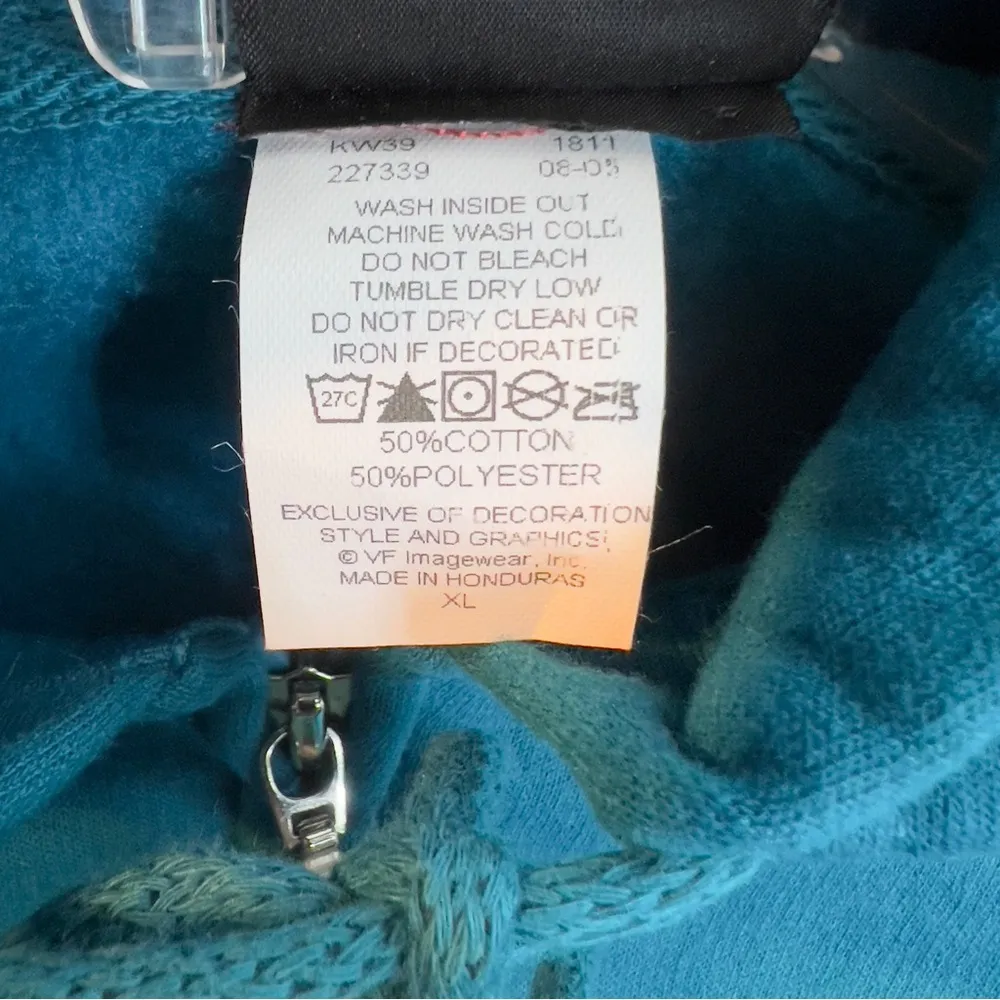 KW39 1811
227339 08-05
WASH INSIDE OUT
MACHINE WASH COLD
DO NOT BLEACH
TUMBLE DRY LOW
DO NOT DRY CLEAN OR
IRON IF DECORATED
27C
50%COTTON
50%POLYESTER
EXCLUSIVE OF DECORATION
STYLE AND GRAPHICS
© VF Imagewear, Inc.
MADE IN HONDURAS
XL